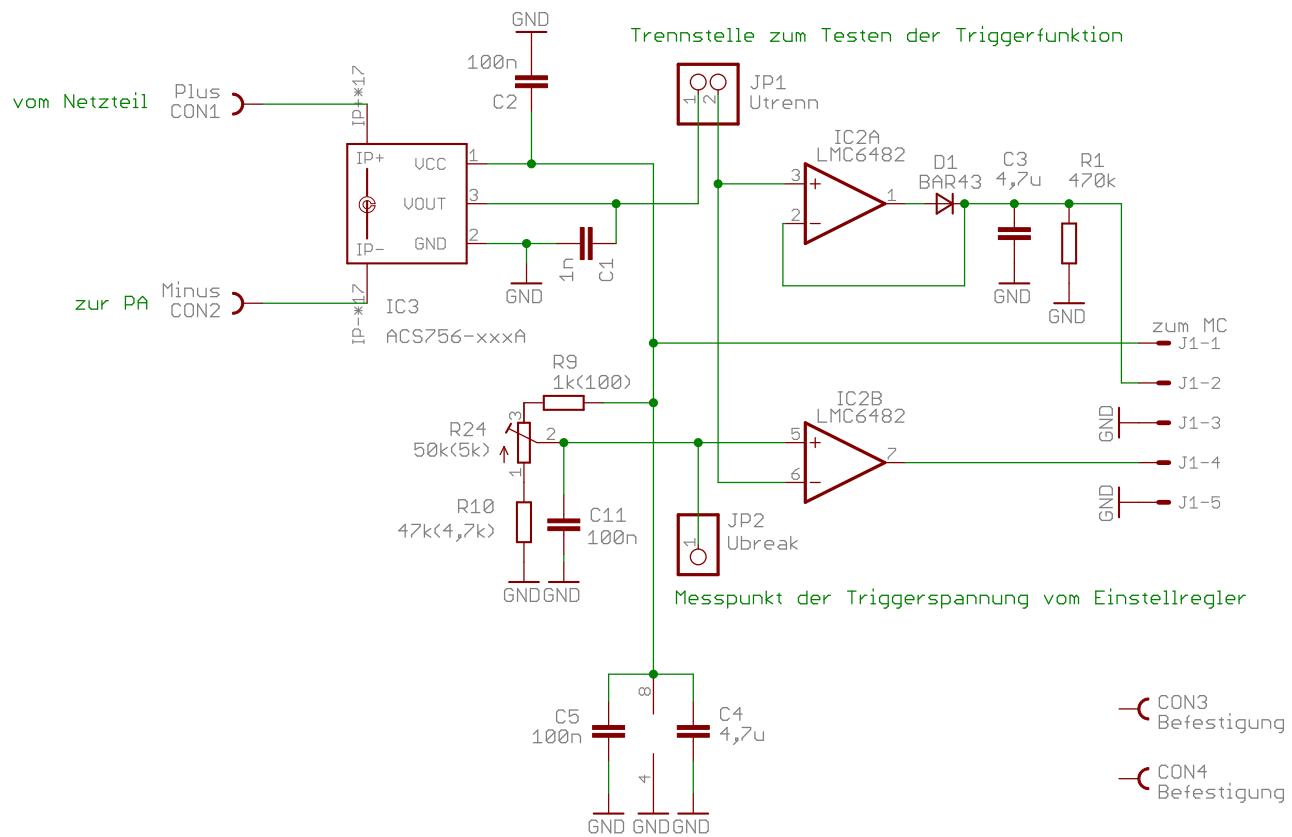 GND
Trennstelle zum Testen der Triggerfunktion
100n
C2
vom Netzteil
Plus
CON1
IP+*17
JP1
Utrenn
1
2
IP+
VCC
1
VOUT
3
GND
2
IP-
IC2A
LMC6482
3
+
2
-
1
D1
BAR43
C3
4,7u
R1
470k
1n
C1
GND
GND
GND
zur PA
Minus
CON2
IP-*17
IC3
ACS756-xxxA
zum MC
J1-1
J1-2
GND
J1-3
J1-4
GND
J1-5
R9
1k(100)
R24
50k(5k)
3
2
1
R10
47k(4,7k)
C11
100n
GND
GND
IC2B
LMC6482
5
+
6
-
7
1
JP2
Ubreak
Messpunkt der Triggerspannung vom Einstellregler
8
C5
100n
4
C4
4,7u
GND
GND
GND
CON3
Befestigung
CON4
Befestigung